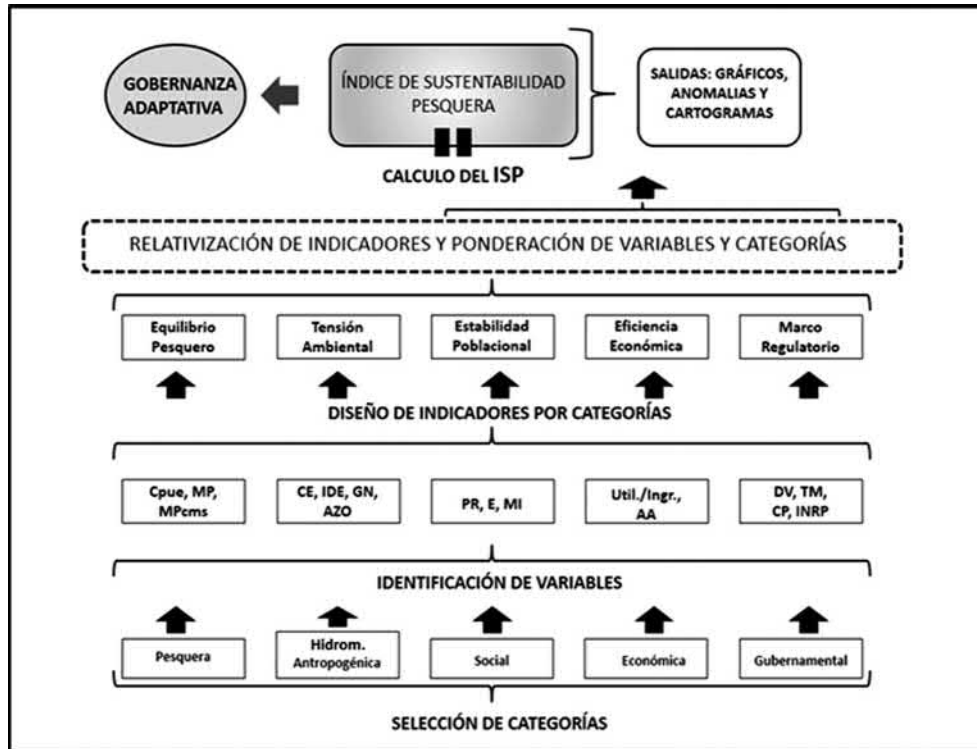 GOBERNANZA
ADAPTATIVA
ÍNDICE DE SUSTENTABILIDAD
PESQUERA
SALIDAS: GRÁFICOS,
ANOMALIAS Y
CARTOGRAMAS
CALCULO DEL ISP
RELATIVIZACIÓN DE INDICADORES Y PONDERACIÓN DE VARIABLES Y CATEGORÍAS
Equilibrio
Pesquero
Tensión
Ambiental
Estabilidad
Poblacional
Eficiencia
Económica
Marco
Regulatorio
DISEÑO DE INDICADORES POR CATEGORÍAS
Cpue, MP,
MPcms
CE, IDE, GN,
AZO
PR, E, MI
Util./Ingr.,
AA
DV, TM,
CP, INRP
IDENTIFICACIÓN DE VARIABLES
Pesquera
Hidrom.
Antropogénica
Social
Económica
Gubernamental
SELECCIÓN DE CATEGORÍAS